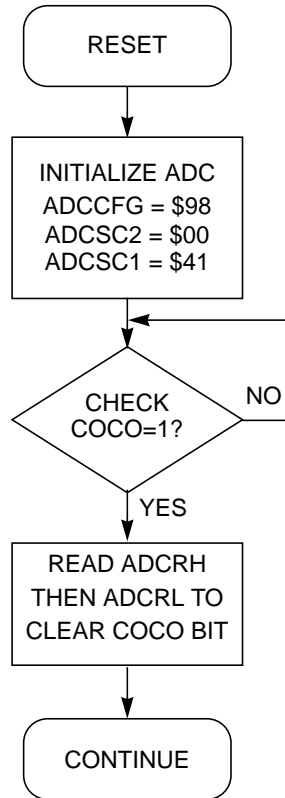 RESET
INITIALIZE ADC
ADCCFG = $98
ADCSC2 = $00
ADCSC1 = $41
CHECK
COCO=1?
NO
YES
READ ADCRH
THEN ADCRL TO
CLEAR COCO BIT
CONTINUE